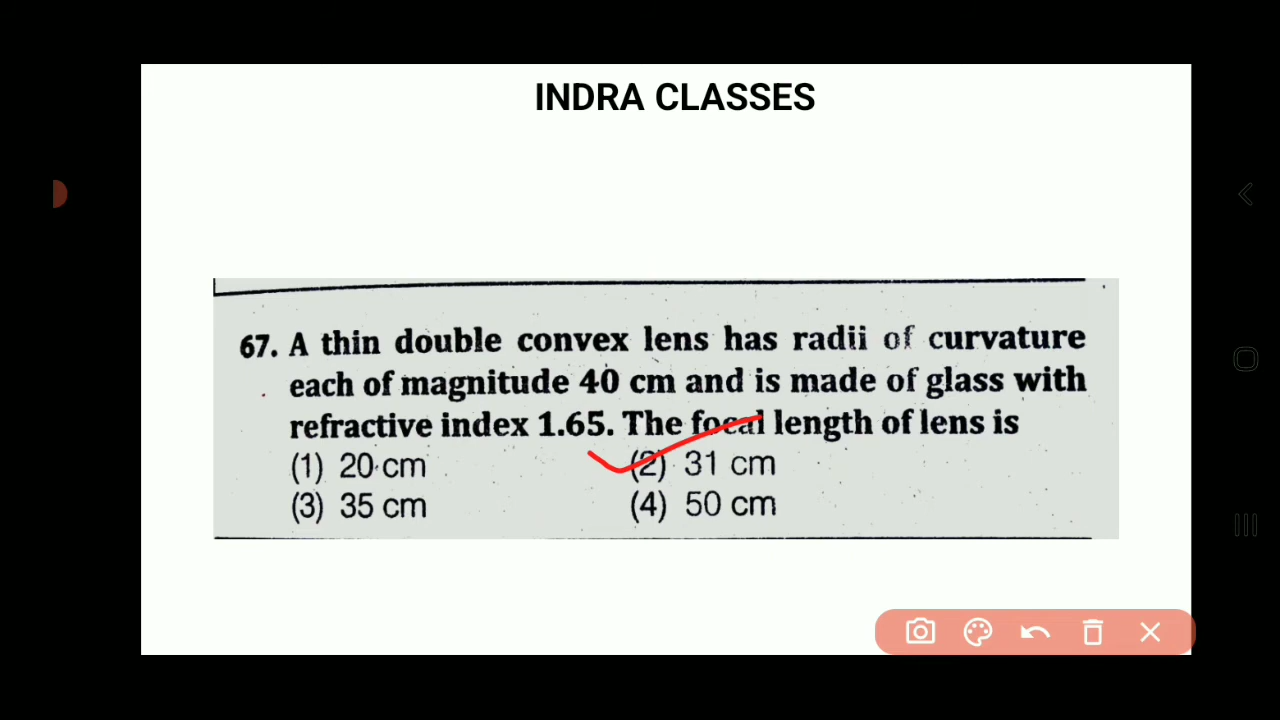 INDRA CLASSES
67. A thin double convex lens has radii of curvature
each of magnitude 40 cm and is made of glass with
refractive index 1.65. The focal length of lens is
(1) 20 cm (2) 31 cm
(3) 35 cm (4) 50 cm